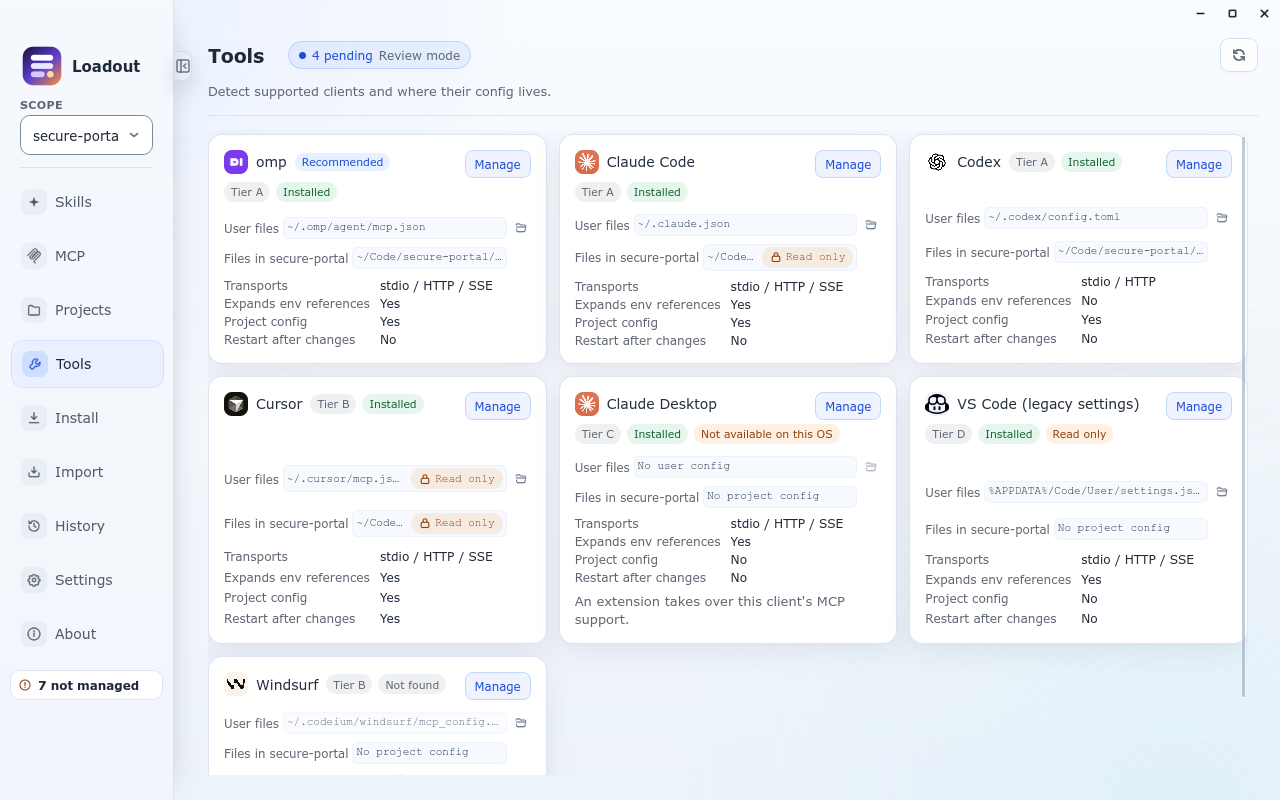 Loadout
SCOPE
secure-porta
Skills
MCP
Projects
Tools
Install
Import
History
Settings
About
7 not managed
Tools
4 pending Review mode
Detect supported clients and where their config lives.
omp Recommended Manage
Tier A Installed
User files ~/.omp/agent/mcp.json
Files in secure-portal ~/Code/secure-portal/…
Transports stdio / HTTP / SSE
Expands env references Yes
Project config Yes
Restart after changes No
Claude Code Manage
Tier A Installed
User files ~/.claude.json
Files in secure-portal ~/Code… Read only
Transports stdio / HTTP / SSE
Expands env references Yes
Project config Yes
Restart after changes No
Codex Tier A Installed Manage
User files ~/.codex/config.toml
Files in secure-portal ~/Code/secure-portal/…
Transports stdio / HTTP
Expands env references No
Project config Yes
Restart after changes No
Cursor Tier B Installed Manage
User files ~/.cursor/mcp.js… Read only
Files in secure-portal ~/Code… Read only
Transports stdio / HTTP / SSE
Expands env references Yes
Project config Yes
Restart after changes Yes
Claude Desktop Manage
Tier C Installed Not available on this OS
User files No user config
Files in secure-portal No project config
Transports stdio / HTTP / SSE
Expands env references Yes
Project config No
Restart after changes No
An extension takes over this client's MCP
support.
VS Code (legacy settings) Manage
Tier D Installed Read only
User files %APPDATA%/Code/User/settings.js…
Files in secure-portal No project config
Transports stdio / HTTP / SSE
Expands env references Yes
Project config No
Restart after changes No
Windsurf Tier B Not found Manage
User files ~/.codeium/windsurf/mcp_config.…
Files in secure-portal No project config